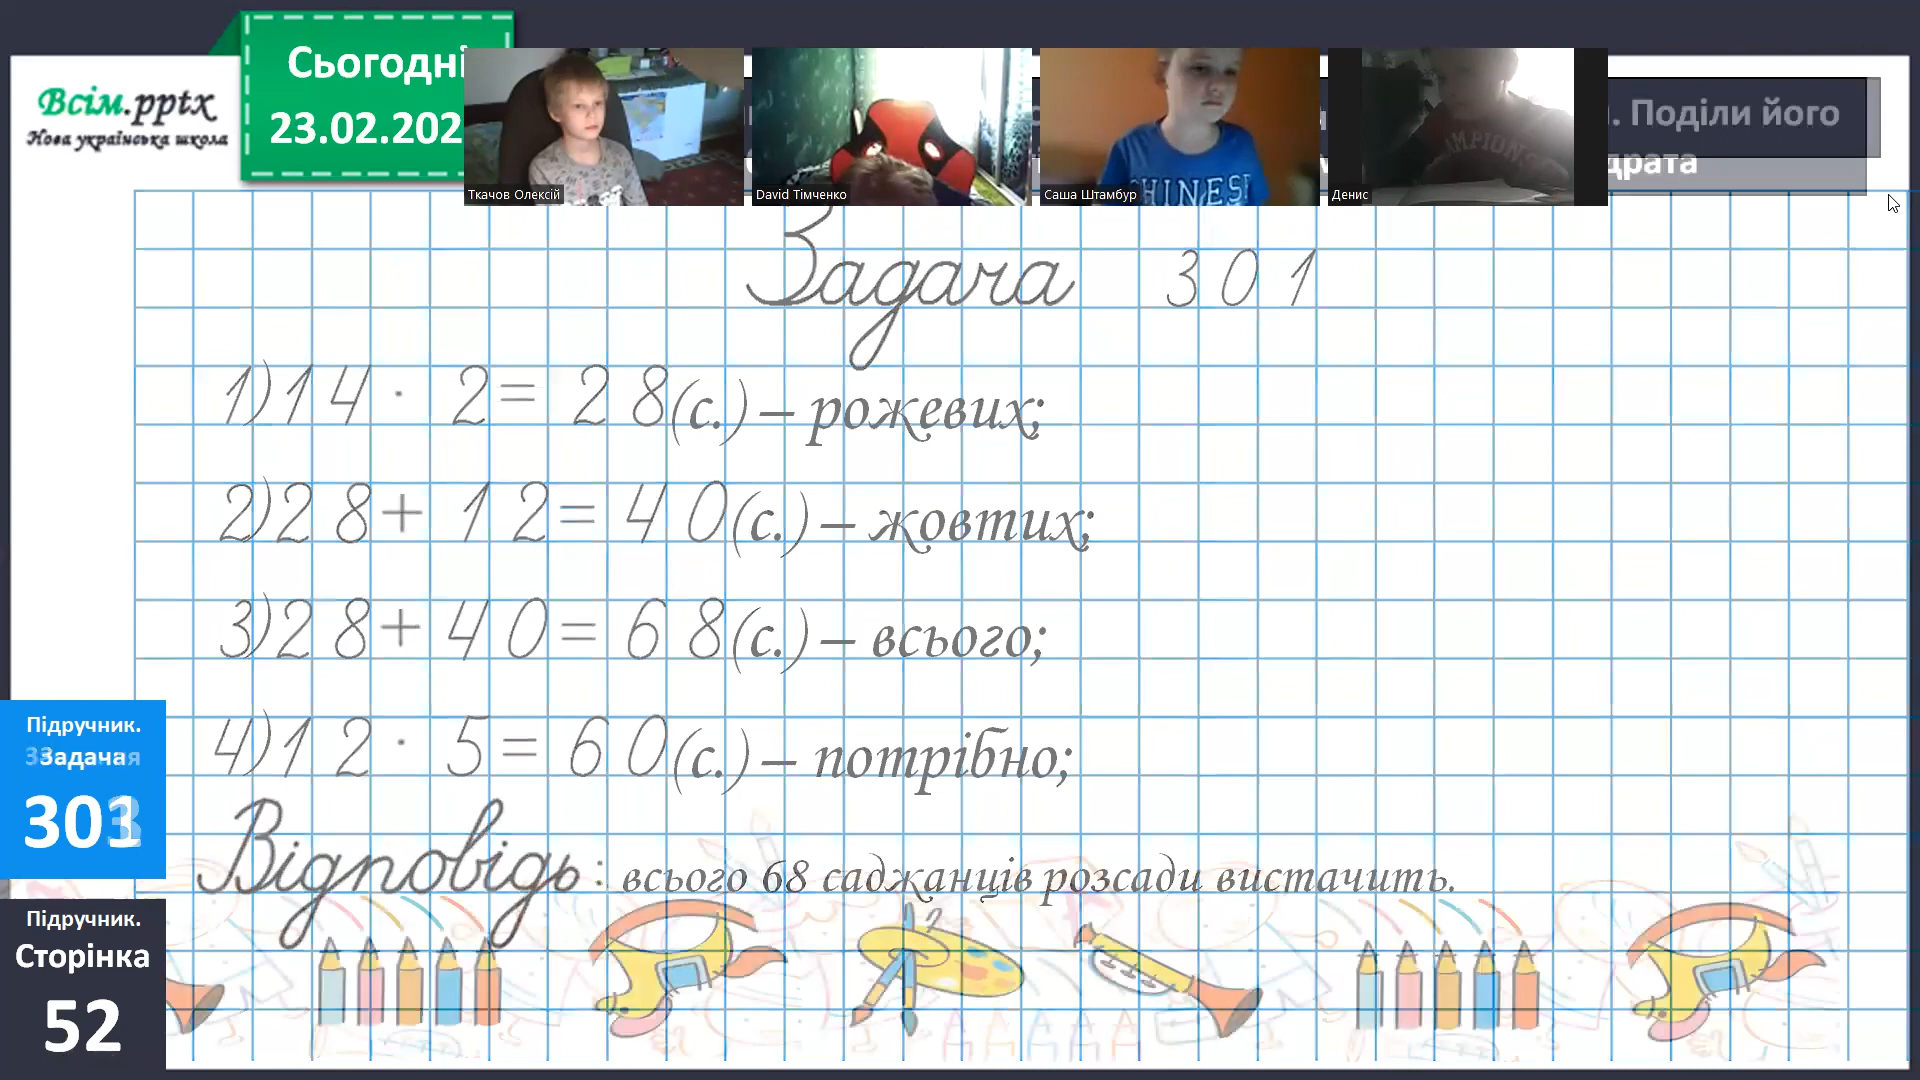 Сьогодні
23.02.202
Всім.pptx
Нова українська школа
. Поділи його
драта
Ткачов Олексій
David Тімченко
Саша Штамбур
Денис
CHINESE
Задача 301
1)14 · 2= 28(с.) – рожевих;
2)28+ 12= 40(с.) – жовтих;
3)28+ 40= 68(с.) – всього;
4)12 · 5= 60(с.) – потрібно;
Відповідь: всього 68 саджанців розсади вистачить.
Підручник.
Задача
301
Підручник.
Сторінка
52